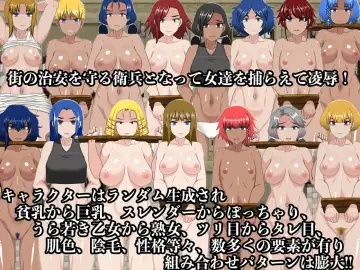 街の治安を守る衛兵となって女達を捕らえて凌辱！
キャラクターはランダム生成され
貧乳から巨乳、スレンダーからぽっちゃり、
うら若き乙女から熟女、ツリ目からタレ目、
肌色、陰毛、性格等々、数多くの要素が有り
組み合わせパターンは膨大!!